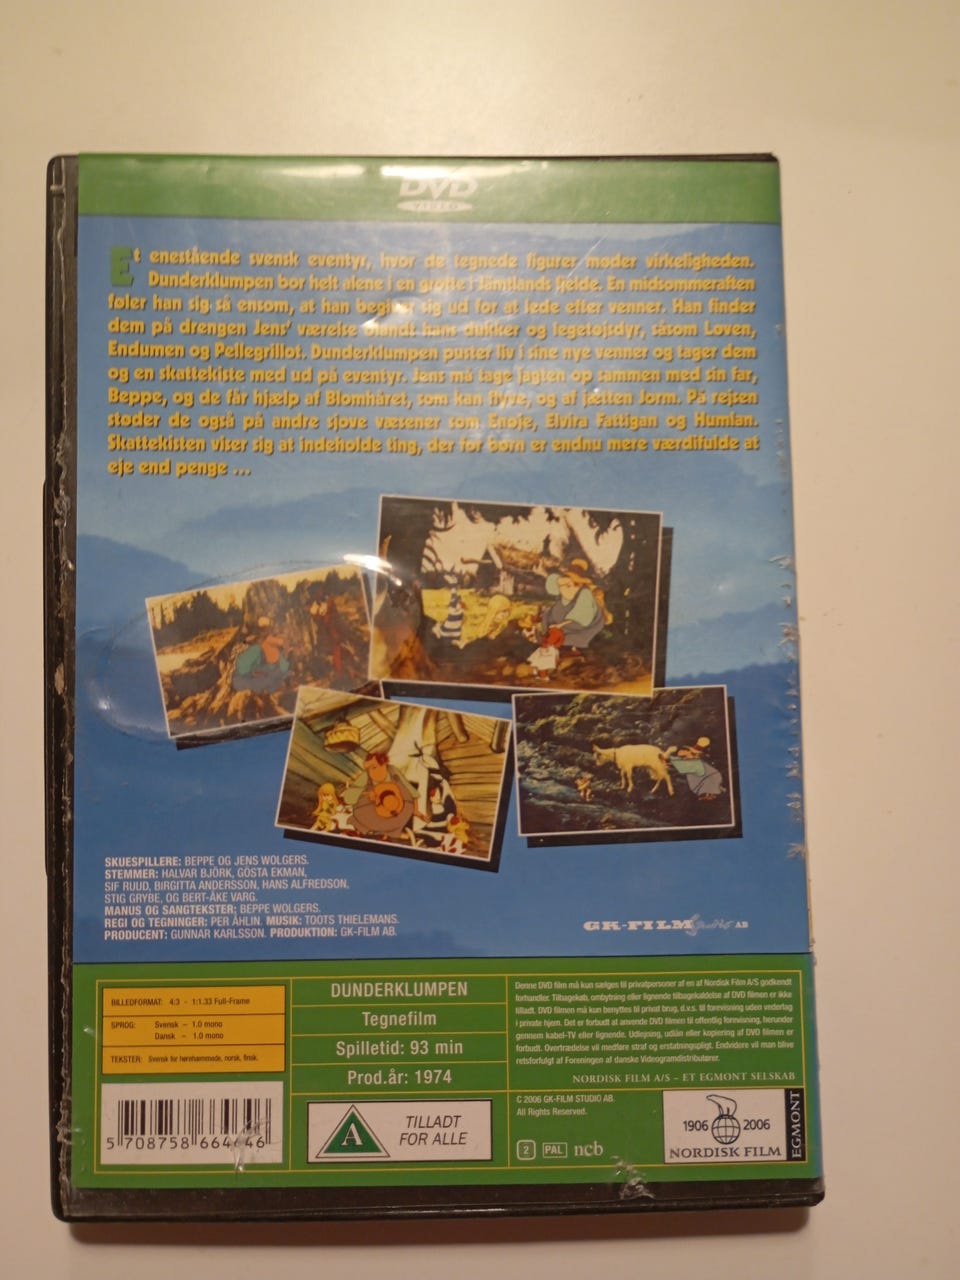 DVD
VIDEO
Et enestående svensk eventyr, hvor de tegnede figurer møder virkeligheden.
Dunderklumpen bor helt alene i en grotte i Jämtlands fjelde. En midsommeraften
føler han sig så ensom, at han begiver sig ud for at lede efter venner. Han finder
dem på drengen Jens' værelse blandt hans dukker og legetøjsdyr, såsom Løven,
Endumen og Pellegrillot. Dunderklumpen puster liv i sine nye venner og tager dem
og en skattekiste med ud på eventyr. Jens må tage jagten op sammen med sin far,
Beppe, og de får hjælp af Blomhåret, som kan flyve, og af jætten Jorm. På rejsen
støder de også på andre sjove væsener som Enøje, Elvira Fattigan og Humlan.
Skattekisten viser sig at indeholde ting, der for børn er endnu mere værdifulde at
eje end penge ...
SKUESPILLERE: BEPPE OG JENS WOLGERS.
STEMMER: HALVAR BJÖRK, GÖSTA EKMAN,
SIF RUUD, BIRGITTA ANDERSSON, HANS ALFREDSON,
STIG GRYBE, OG BERT-ÅKE VARG.
MANUS OG SANGTEKSTER: BEPPE WOLGERS.
REGI OG TEGNINGER: PER ÅHLIN. MUSIK: TOOTS THIELEMANS.
PRODUCENT: GUNNAR KARLSSON. PRODUKTION: GK-FILM AB.
GK-FILM Studio AB
BILLEDFORMAT: 4:3 - 1:1.33 Full-Frame
SPROG: Svensk – 1.0 mono
Dansk – 1.0 mono
TEKSTER: Svensk for hørehæmmede, norsk, finsk.
5 708758 664646
DUNDERKLUMPEN
Tegnefilm
Spilletid: 93 min
Prod.år: 1974
A
TILLADT
FOR ALLE
Denne DVD film må kun sælges til privatpersoner af en af Nordisk Film A/S godkendt
forhandler. Tilbagekøb, ombytning eller lignende tilbagekaldelse af DVD filmen er ikke
tilladt. DVD filmen må kun benyttes til privat brug, d.v.s. til forevisning uden vederlag
i private hjem. Det er forbudt at anvende DVD filmen til offentlig forevisning, herunder
gennem kabel-TV eller lignende. Udlejning, udlån eller kopiering af DVD filmen er
forbudt. Overtrædelse vil medføre straf og erstatningspligt. Endvidere vil man blive
retsforfulgt af Foreningen af danske Videogramdistributører.
NORDISK FILM A/S – ET EGMONT SELSKAB
© 2006 GK-FILM STUDIO AB.
All Rights Reserved.
2 PAL ncb
1906 2006
NORDISK FILM
EGMONT